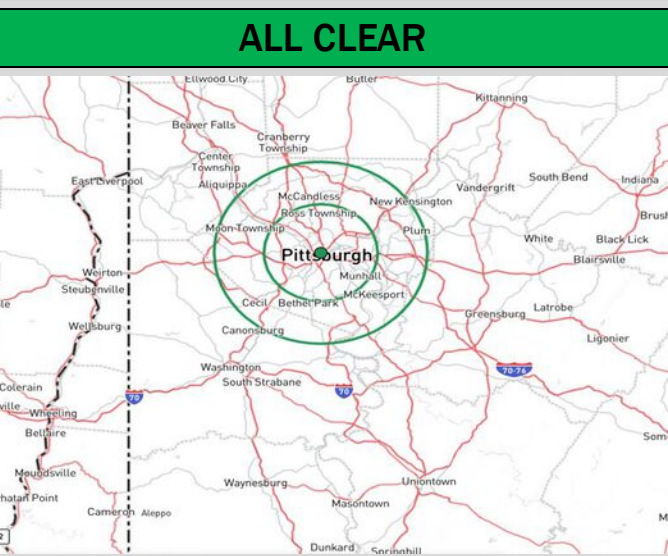 ALL CLEAR
Ellwood City
Butler
Kittanning
Beaver Falls
Cranberry
Township
Center
Township
East Liverpool
Aliquippa
South Bend
Indiana
Vandergrift
McCandless
New Kensington
Ross Township
Moon Township
Plum
White
Black Lick
Pittsburgh
Blairsville
Weirton
Munhall
Steubenville
McKeesport
Cecil
Bethel Park
Latrobe
Greensburg
Wellsburg
Canonsburg
Ligonier
Washington
70-76
South Strabane
Colerain
70
70
Wheeling
Bellaire
Moundsville
Waynesburg
Uniontown
Masontown
Cameron
Aleppo
Dunkard
Springhill